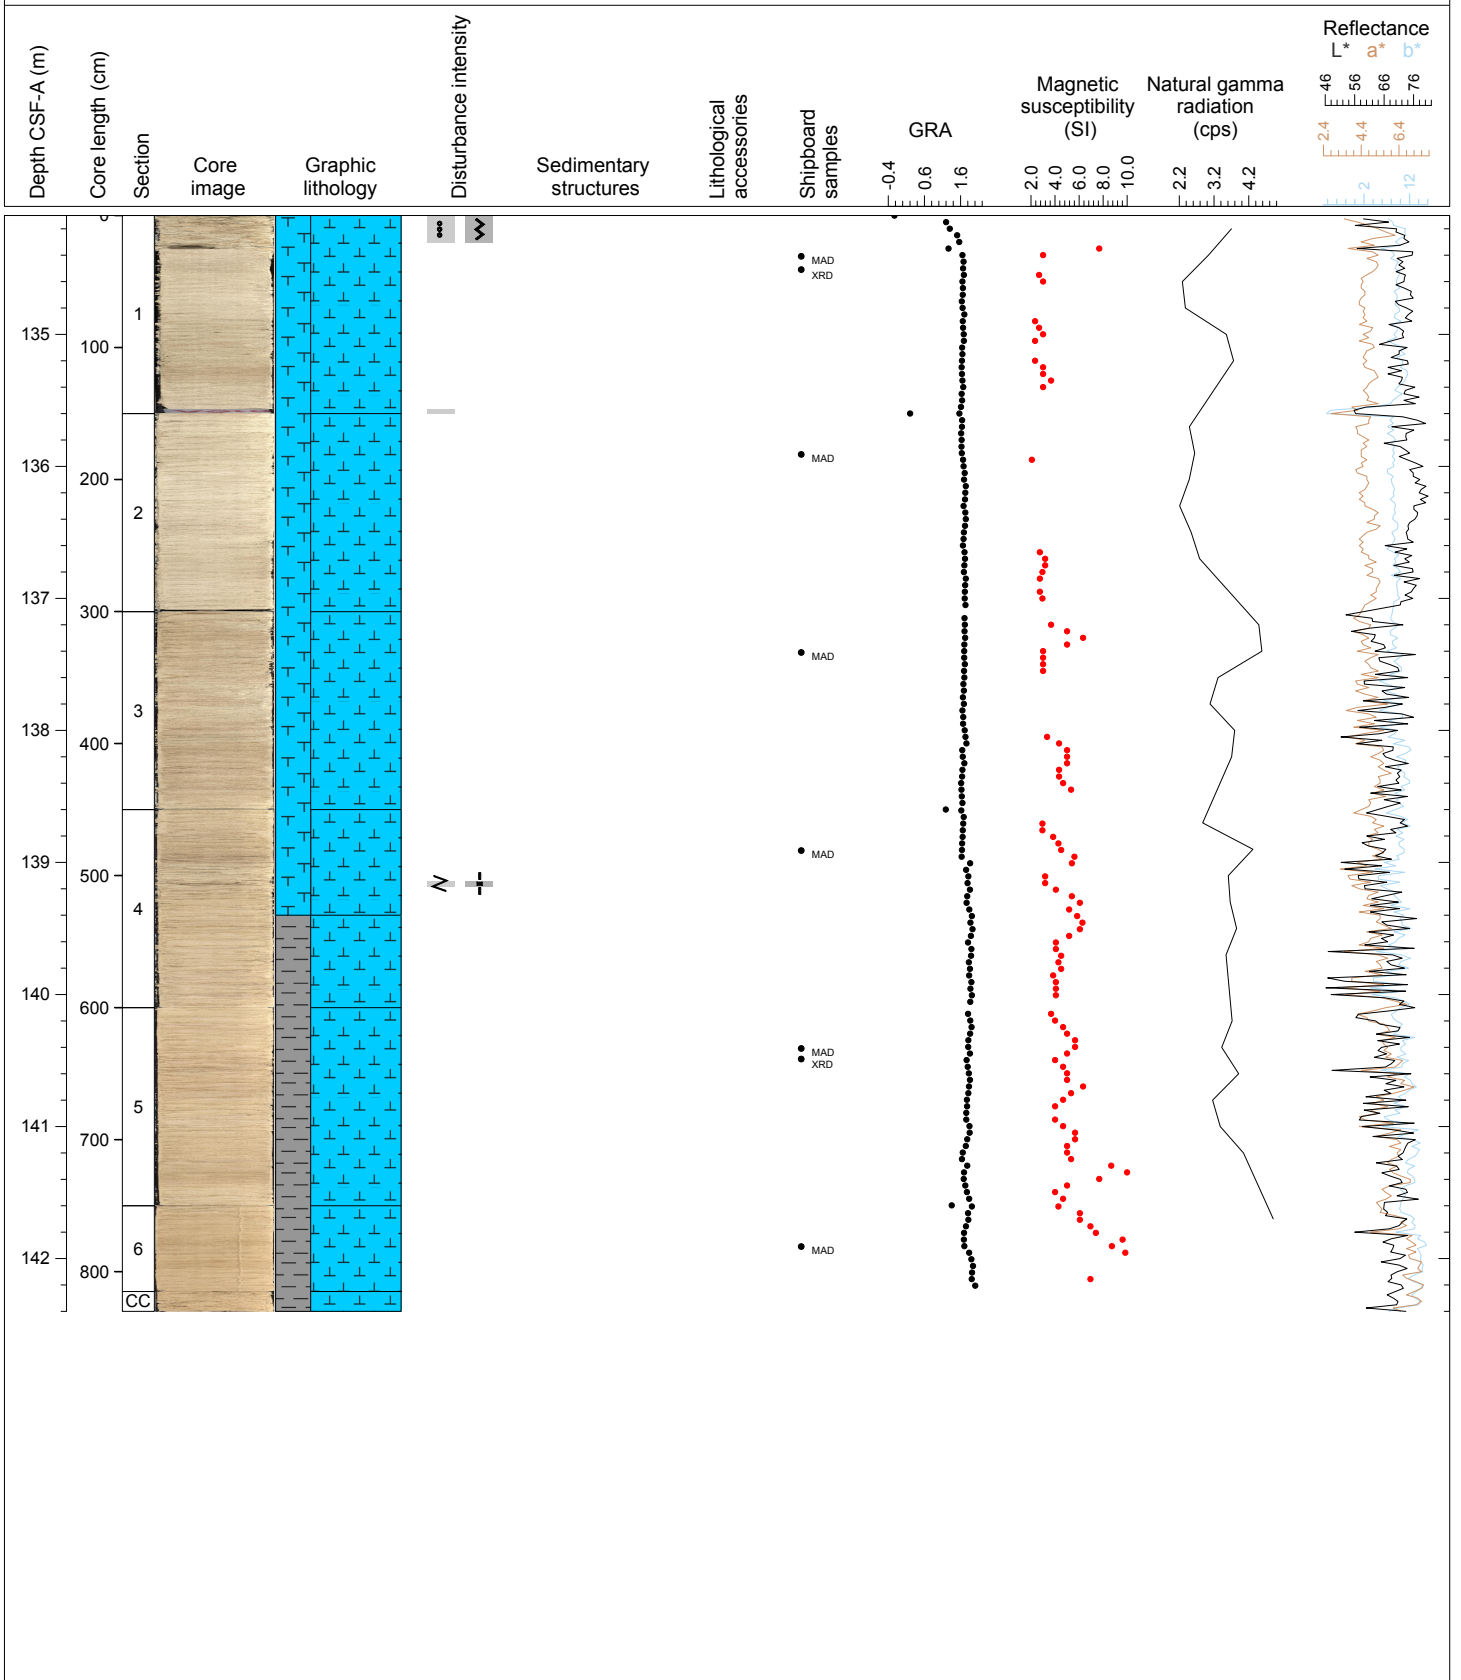 Depth CSF-A (m)
Core length (cm)
Section
Core
image
Graphic
lithology
Disturbance intensity
Sedimentary
structures
Lithological
accessories
Shipboard
samples
GRA
-0.4
0.6
1.6
Magnetic
susceptibility
(SI)
2.0
4.0
6.0
8.0
10.0
Natural gamma
radiation
(cps)
2.2
3.2
4.2
Reflectance
L* a* b*
46
56
66
76
2.4
4.4
6.4
2
12
0
MAD
XRD
1
135
100
136
MAD
200
2
137
300
MAD
3
138
400
MAD
139
500
4
140
600
MAD
XRD
5
141
700
6
MAD
142
800
CC